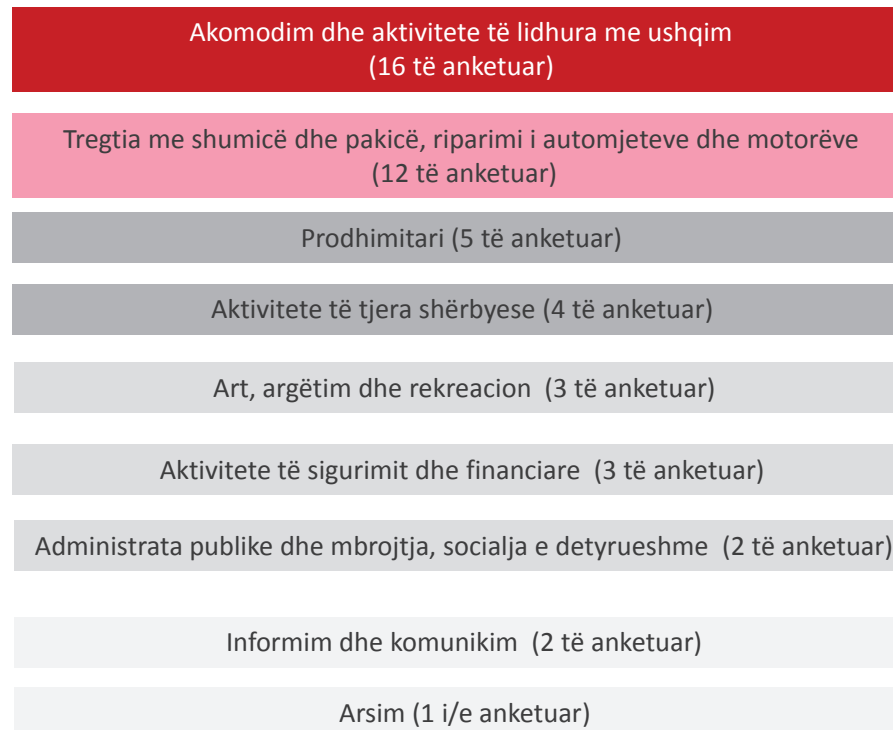 Akomodim dhe aktivitete të lidhura me ushqim
(16 të anketuar)
Tregtia me shumicë dhe pakicë, riparimi i automjeteve dhe motorëve
(12 të anketuar)
Prodhimitari (5 të anketuar)
Aktivitete të tjera shërbyese (4 të anketuar)
Art, argëtim dhe rekreacion (3 të anketuar)
Aktivitete të sigurimit dhe financiare (3 të anketuar)
Administrata publike dhe mbrojtja, socialja e detyrueshme (2 të anketuar)
Informim dhe komunikim (2 të anketuar)
Arsim (1 i/e anketuar)